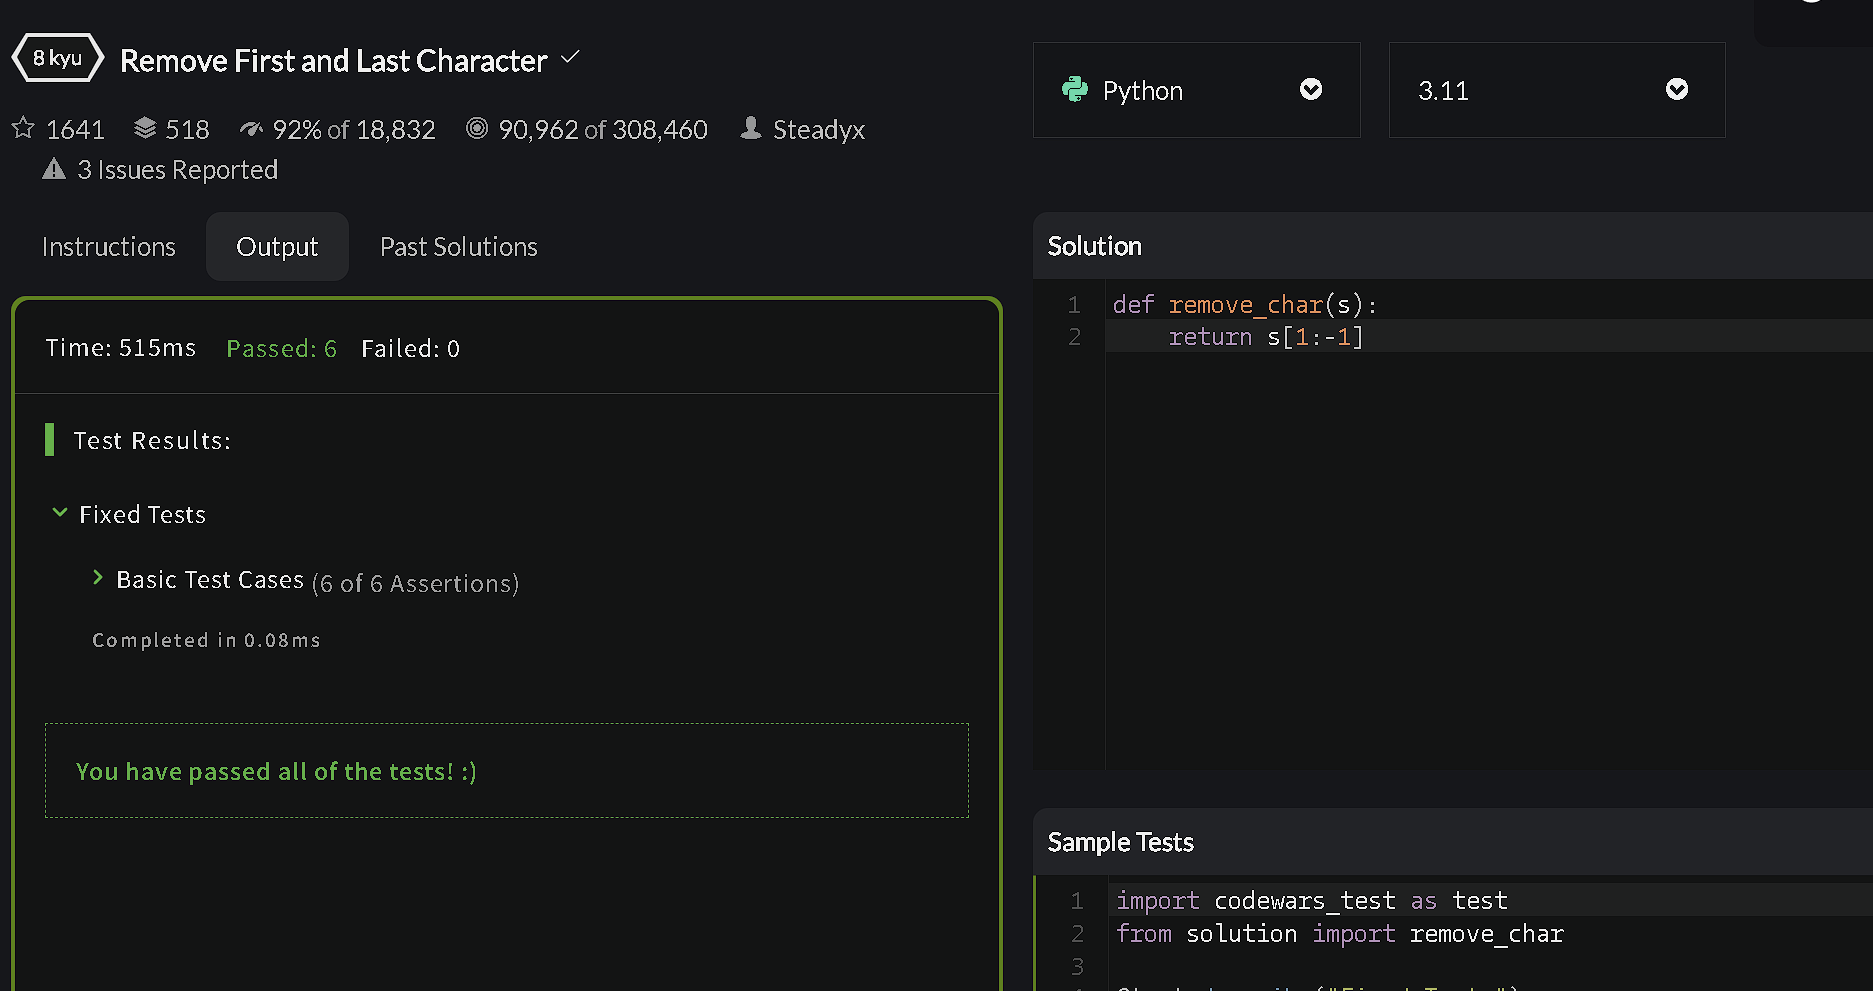 8 kyu Remove First and Last Character
1641 518 92% of 18,832 90,962 of 308,460 Steadyx
3 Issues Reported
Python
3.11
Instructions Output Past Solutions
Time: 515ms Passed: 6 Failed: 0
Test Results:
Fixed Tests
Basic Test Cases (6 of 6 Assertions)
Completed in 0.08ms
You have passed all of the tests! :)
Solution
1 def remove_char(s):
2     return s[1:-1]
Sample Tests
1 import codewars_test as test
2 from solution import remove_char
3